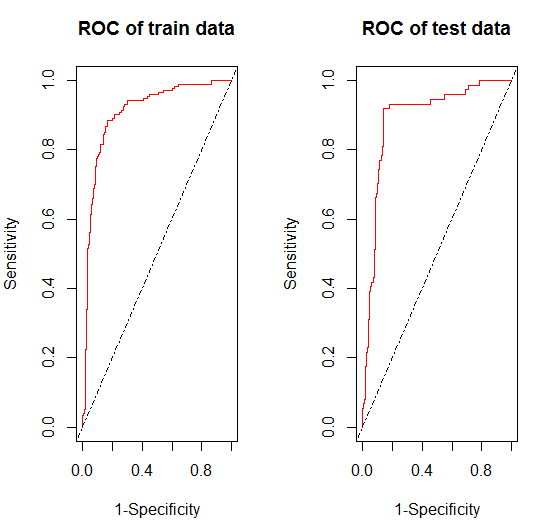 ROC of train data
Sensitivity
1.0
0.8
0.6
0.4
0.2
0.0
0.0 0.4 0.8
1-Specificity
ROC of test data
Sensitivity
1.0
0.8
0.6
0.4
0.2
0.0
0.0 0.4 0.8
1-Specificity